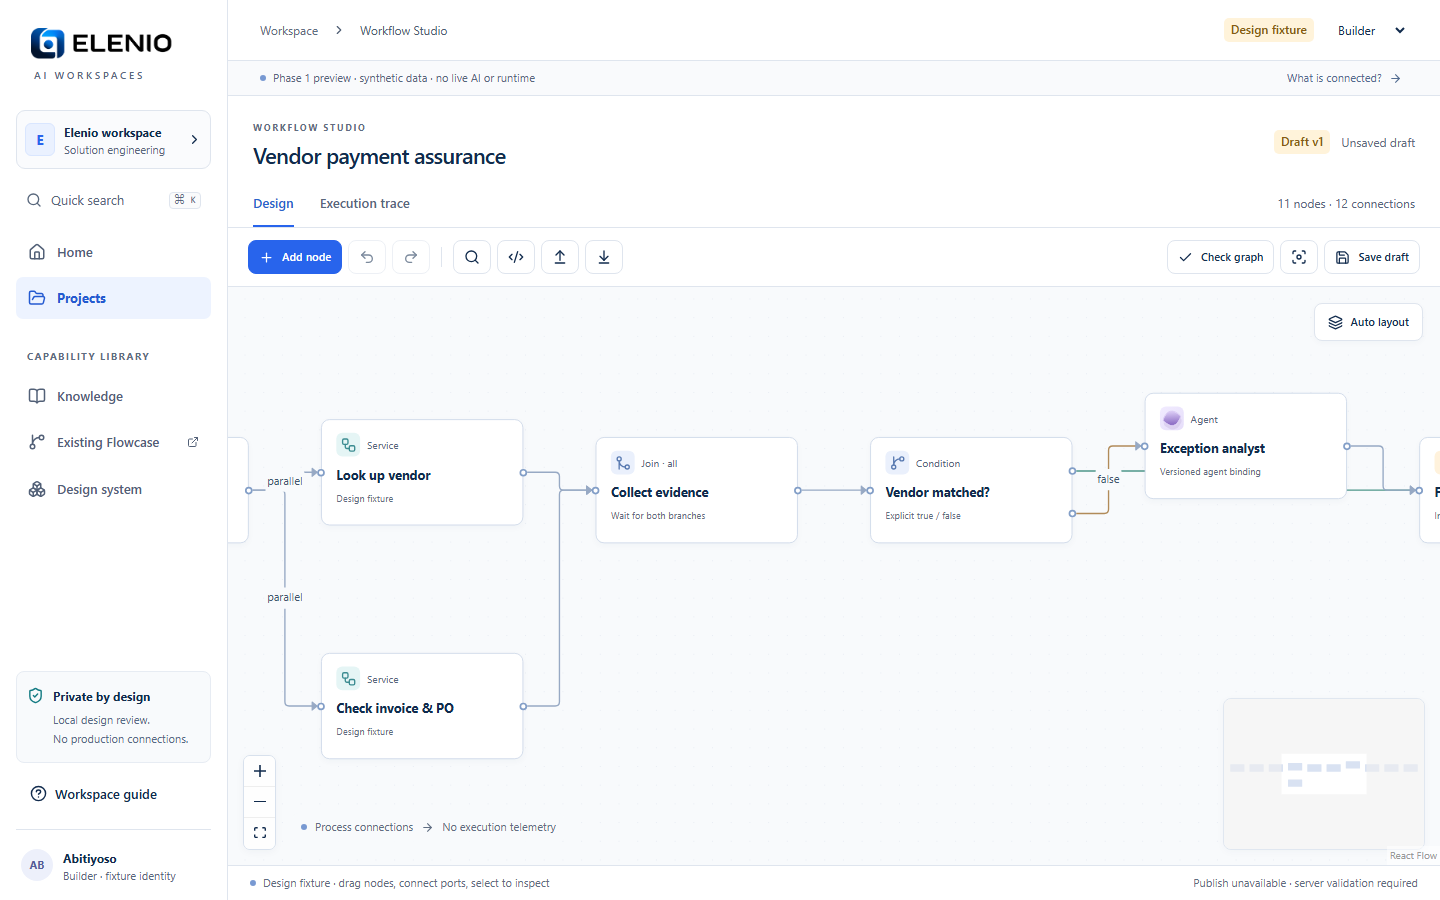 ELENIO
AI WORKSPACES
E
Elenio workspace
Solution engineering
Quick search
⌘ K
Home
Projects
CAPABILITY LIBRARY
Knowledge
Existing Flowcase
Design system
Private by design
Local design review.
No production connections.
Workspace guide
AB
Abitiyoso
Builder · fixture identity
Workspace
Workflow Studio
Design fixture
Builder
Phase 1 preview · synthetic data · no live AI or runtime
What is connected?
WORKFLOW STUDIO
Vendor payment assurance
Draft v1
Unsaved draft
Design
Execution trace
11 nodes · 12 connections
Add node
Check graph
Save draft
Auto layout
parallel
parallel
Service
Look up vendor
Design fixture
Service
Check invoice & PO
Design fixture
Join · all
Collect evidence
Wait for both branches
Condition
Vendor matched?
Explicit true / false
false
Agent
Exception analyst
Versioned agent binding
Process connections → No execution telemetry
React Flow
Design fixture · drag nodes, connect ports, select to inspect
Publish unavailable · server validation required